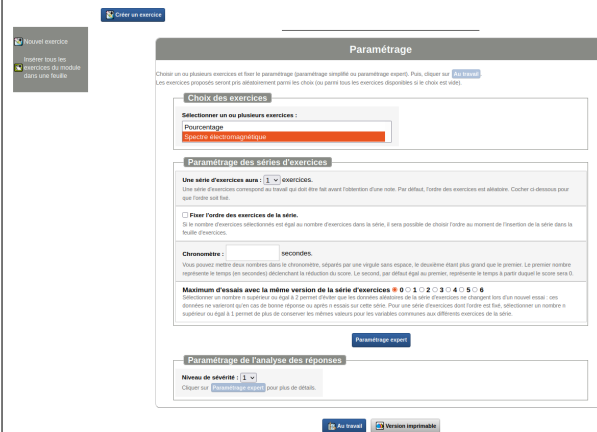 Créer un exercice
Nouvel exercice
Insérer tous les
exercices du module
dans une feuille
Paramétrage
Choisir un ou plusieurs exercices et fixer le paramétrage (paramétrage simplifié ou paramétrage expert). Puis, cliquer sur Au travail
Les exercices proposés seront pris aléatoirement parmi les choix (ou parmi tous les exercices disponibles si le choix est vide).
Choix des exercices
Sélectionner un ou plusieurs exercices :
Pourcentage
Spectre électromagnétique
Paramétrage des séries d'exercices
Une série d'exercices aura : 1 exercices.
Une série d'exercices correspond au travail qui doit être fait avant l'obtention d'une note. Par défaut, l'ordre des exercices est aléatoire. Cocher ci-dessous pour
que l'ordre soit fixé.
Fixer l'ordre des exercices de la série.
Si le nombre d'exercices sélectionnés est égal au nombre d'exercices dans la série, il sera possible de choisir l'ordre au moment de l'insertion de la série dans la
feuille d'exercices.
Chronomètre : secondes.
Vous pouvez mettre deux nombres dans le chronomètre, séparés par une virgule sans espace, le deuxième étant plus grand que le premier. Le premier nombre
représente le temps (en secondes) déclenchant la réduction du score. Le second, par défaut égal au premier, représente le temps à partir duquel le score sera 0.
Maximum d'essais avec la même version de la série d'exercices 0 1 2 3 4 5 6
Sélectionner un nombre n supérieur ou égal à 2 permet d'éviter que les données aléatoires de la série d'exercices ne changent lors d'un nouvel essai : ces
données ne varieront qu'en cas de bonne réponse ou après n essais sur cette série. Pour une série d'exercices dont l'ordre est fixé, sélectionner un nombre n
supérieur ou égal à 1 permet de plus de conserver les mêmes valeurs pour les variables communes aux différents exercices de la série.
Paramétrage expert
Paramétrage de l'analyse des réponses
Niveau de sévérité : 1
Cliquer sur Paramétrage expert pour plus de détails.
Au travail Version imprimable